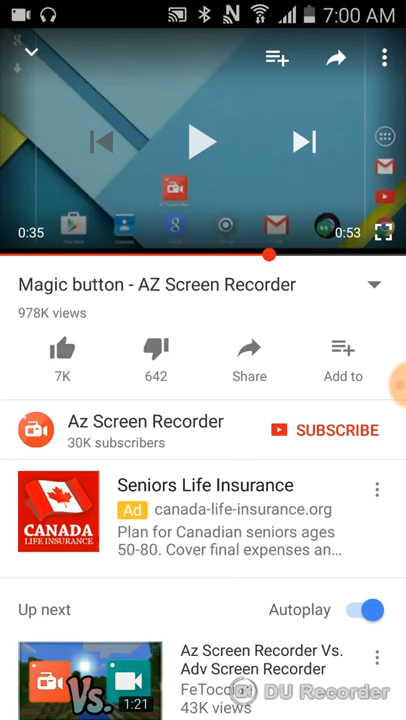 7:00 AM
0:35
0:53
Magic button - AZ Screen Recorder
978K views
7K
642
Share
Add to
Az Screen Recorder
30K subscribers
SUBSCRIBE
Seniors Life Insurance
Ad canada-life-insurance.org
Plan for Canadian seniors ages
50-80. Cover final expenses an...
CANADA
LIFE INSURANCE
Up next
Autoplay
Az Screen Recorder Vs.
Adv Screen Recorder
Vs.
1:21
43K views
DU Recorder